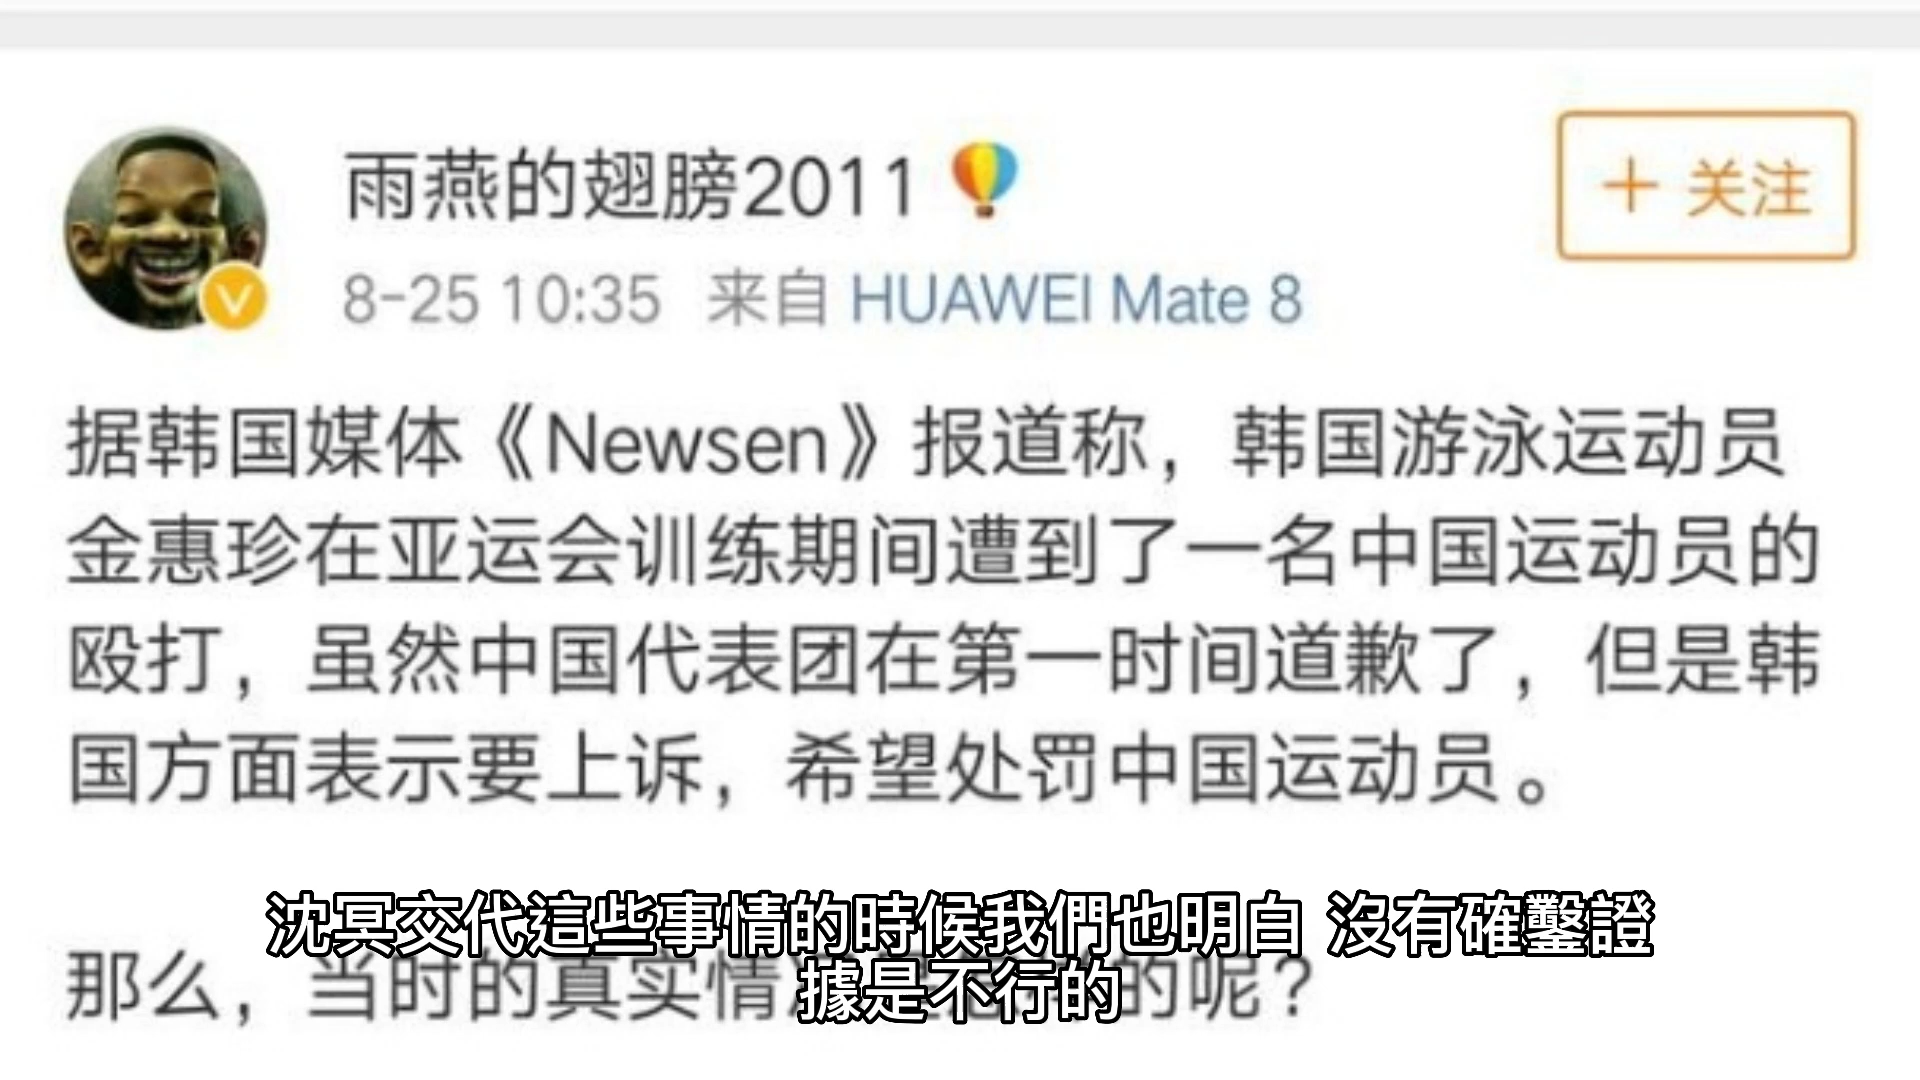 雨燕的翅膀2011
+ 关注
8-25 10:35 来自 HUAWEI Mate 8
据韩国媒体《Newsen》报道称，韩国游泳运动员
金惠珍在亚运会训练期间遭到了一名中国运动员的
殴打，虽然中国代表团在第一时间道歉了，但是韩
国方面表示要上诉，希望处罚中国运动员。
沈冥交代這些事情的時候我們也明白 沒有確鑿證
據是不行的
那么，当时的真实情 的呢？